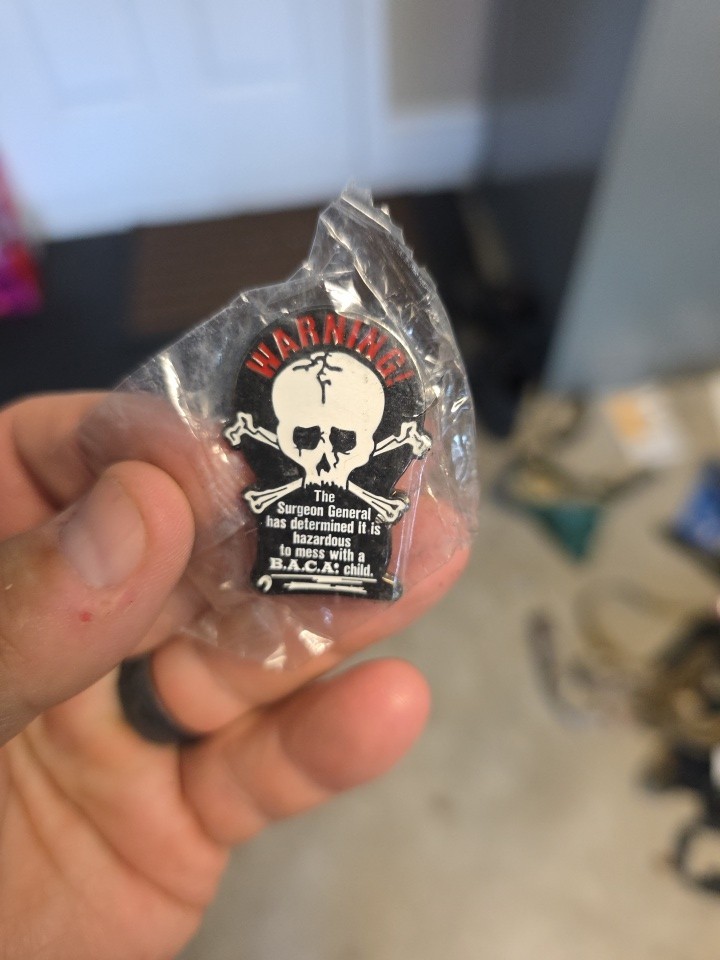 WARNING!
The
Surgeon General
has determined it is
hazardous
to mess with a
B.A.C.A. child.